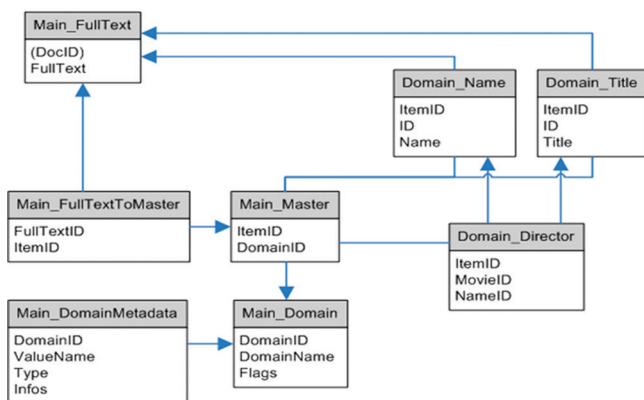 Main_FullText
(DocID)
FullText
Domain_Name
ItemID
ID
Name
Domain_Title
ItemID
ID
Title
Main_FullTextToMaster
FullTextID
ItemID
Main_Master
ItemID
DomainID
Domain_Director
ItemID
MovieID
NameID
Main_DomainMetadata
DomainID
ValueName
Type
Infos
Main_Domain
DomainID
DomainName
Flags